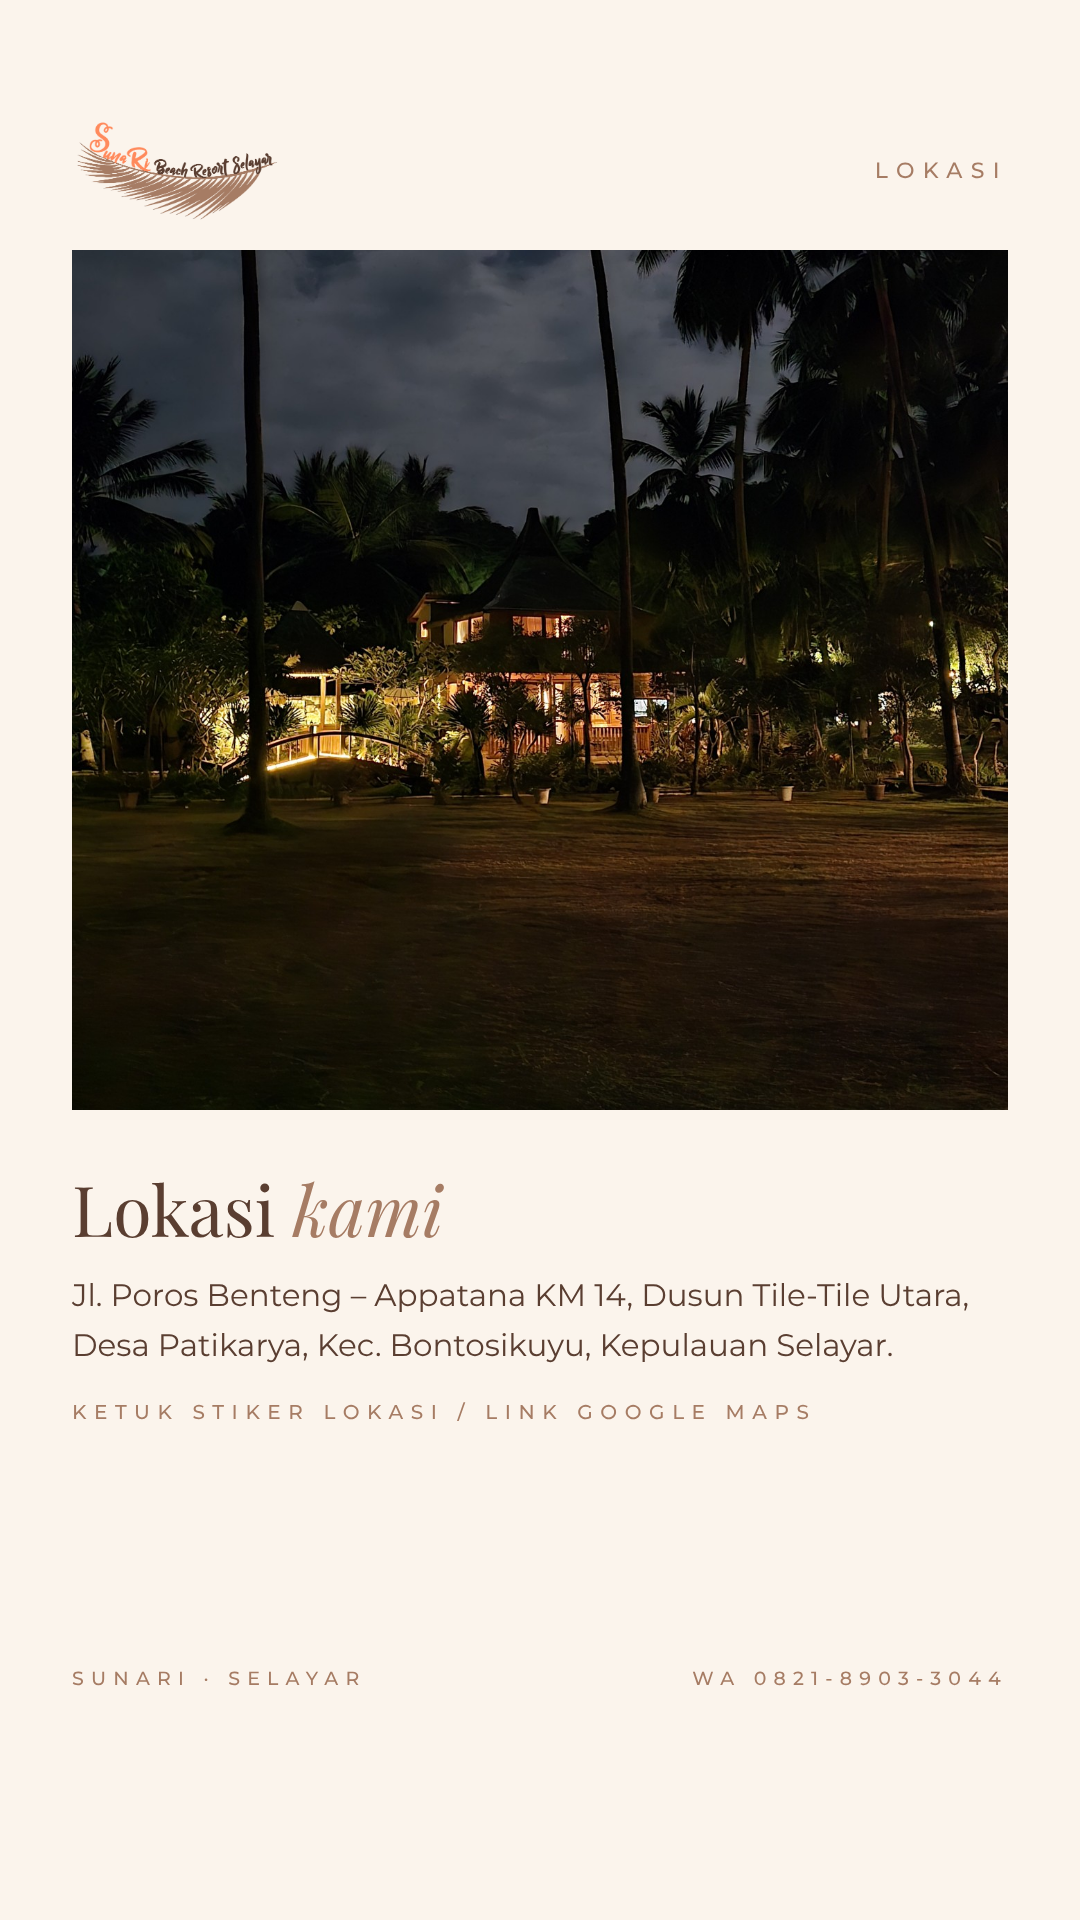 SunaRi Beach Resort Selayar
LOKASI
Lokasi kami
Jl. Poros Benteng – Appatana KM 14, Dusun Tile-Tile Utara,
Desa Patikarya, Kec. Bontosikuyu, Kepulauan Selayar.
KETUK STIKER LOKASI / LINK GOOGLE MAPS
SUNARI · SELAYAR
WA 0821-8903-3044